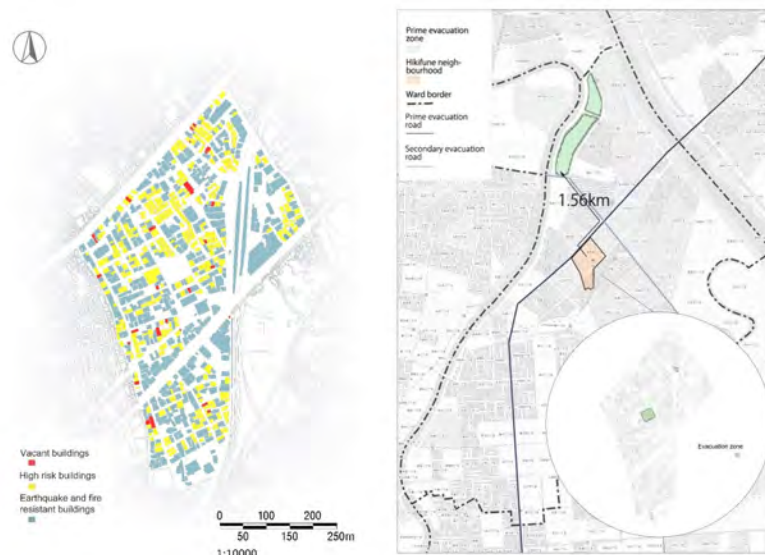 Vacant buildings
High risk buildings
Earthquake and fire
resistant buildings
0 100 200
50 150 250m
1:10000
Prime evacuation
zone
Hikifune neigh-
bourhood
Ward border
Prime evacuation
road
Secondary evacuation
road
1.56km
Evacuation zone